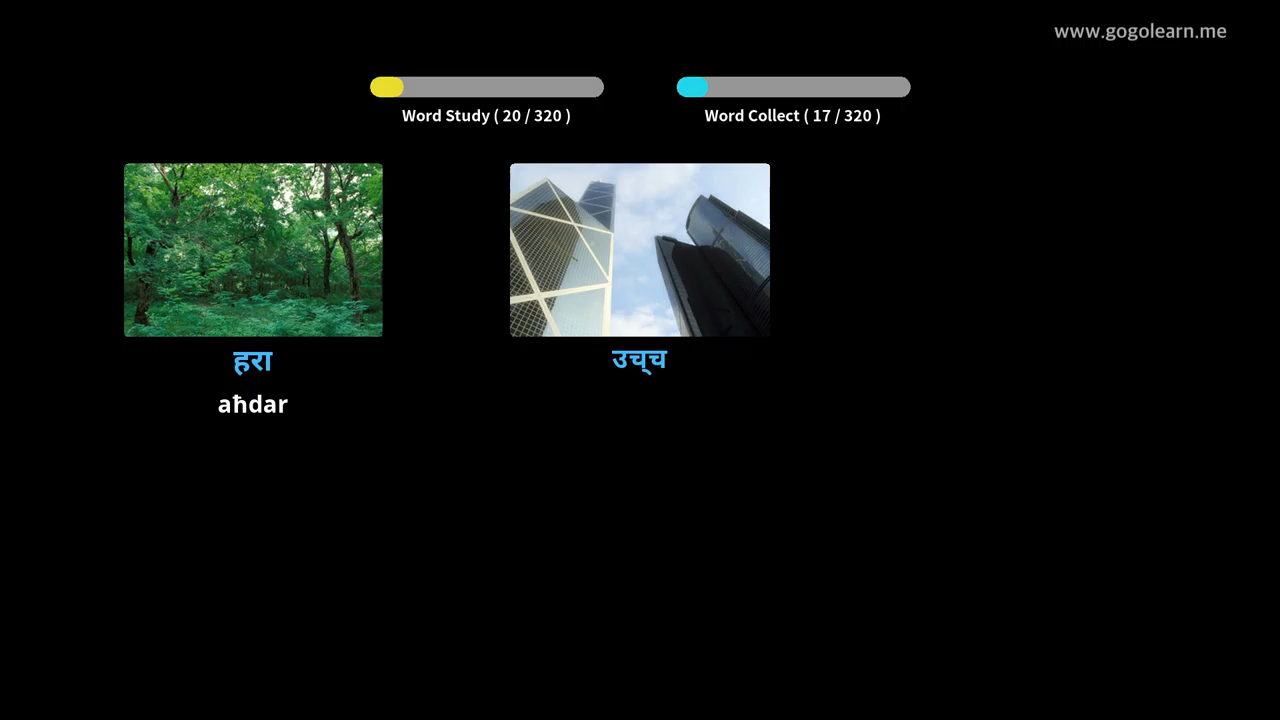 www.gogolearn.me
Word Study ( 20 / 320 )
Word Collect ( 17 / 320 )
हरा
उच्च
aħdar